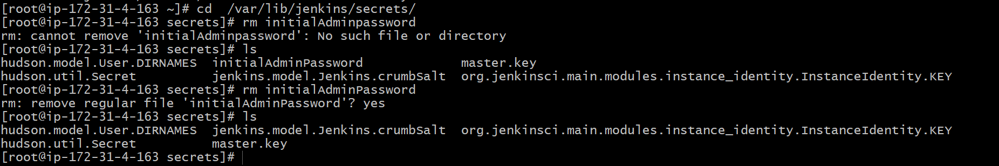 [root@ip-172-31-4-163 ~]# cd  /var/lib/jenkins/secrets/
[root@ip-172-31-4-163 secrets]# rm initialAdminpassword
rm: cannot remove 'initialAdminpassword': No such file or directory
[root@ip-172-31-4-163 secrets]# ls
hudson.model.User.DIRNAMES  initialAdminPassword             master.key
hudson.util.Secret          jenkins.model.Jenkins.crumbSalt  org.jenkinsci.main.modules.instance_identity.InstanceIdentity.KEY
[root@ip-172-31-4-163 secrets]# rm initialAdminPassword
rm: remove regular file 'initialAdminPassword'? yes
[root@ip-172-31-4-163 secrets]# ls
hudson.model.User.DIRNAMES  jenkins.model.Jenkins.crumbSalt  org.jenkinsci.main.modules.instance_identity.InstanceIdentity.KEY
hudson.util.Secret          master.key
[root@ip-172-31-4-163 secrets]#